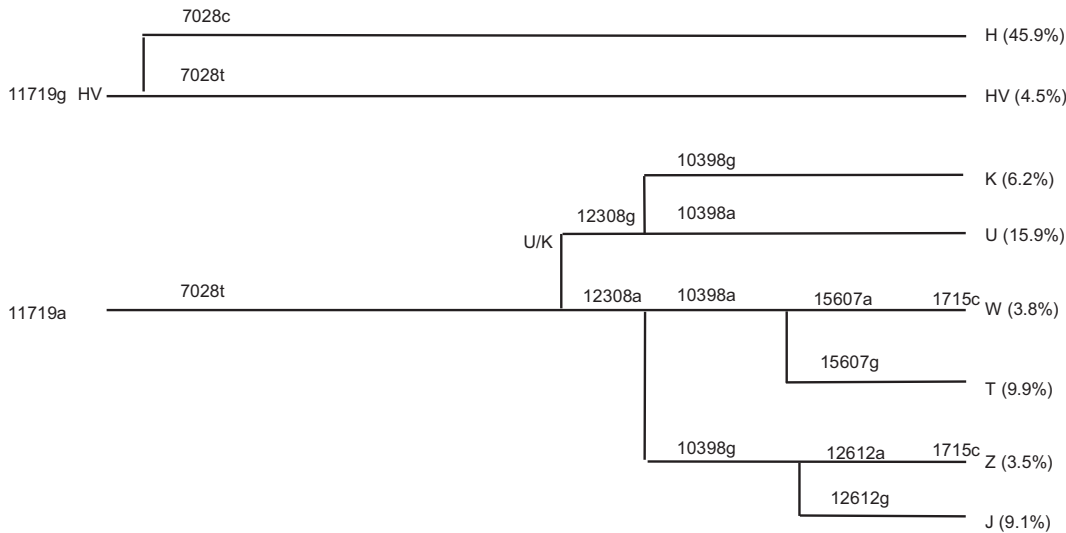 7028c
H (45.9%)
7028t
11719g HV
HV (4.5%)
10398g
K (6.2%)
12308g
10398a
U/K
U (15.9%)
7028t
12308a
10398a
15607a
1715c
11719a
W (3.8%)
15607g
T (9.9%)
10398g
12612a
1715c
Z (3.5%)
12612g
J (9.1%)